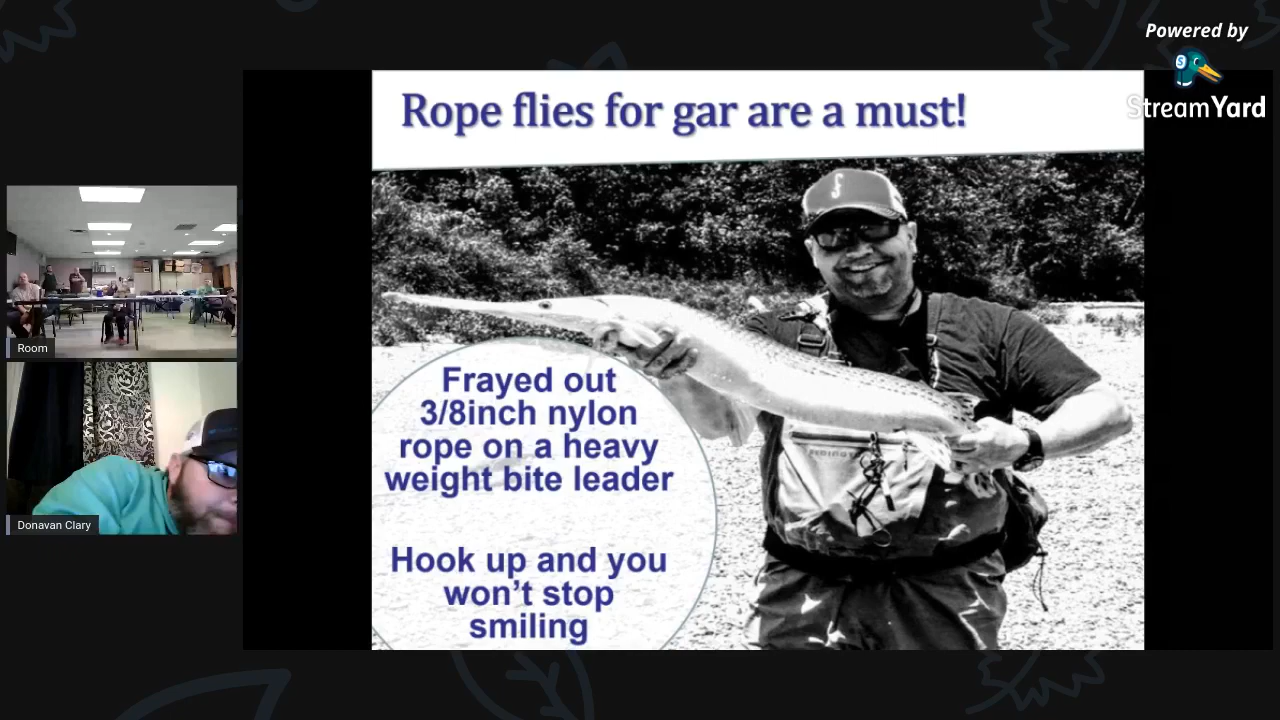 Powered by
StreamYard
Rope flies for gar are a must!
Frayed out
3/8inch nylon
rope on a heavy
weight bite leader
Hook up and you
won't stop
smiling
Room
Donavan Clary